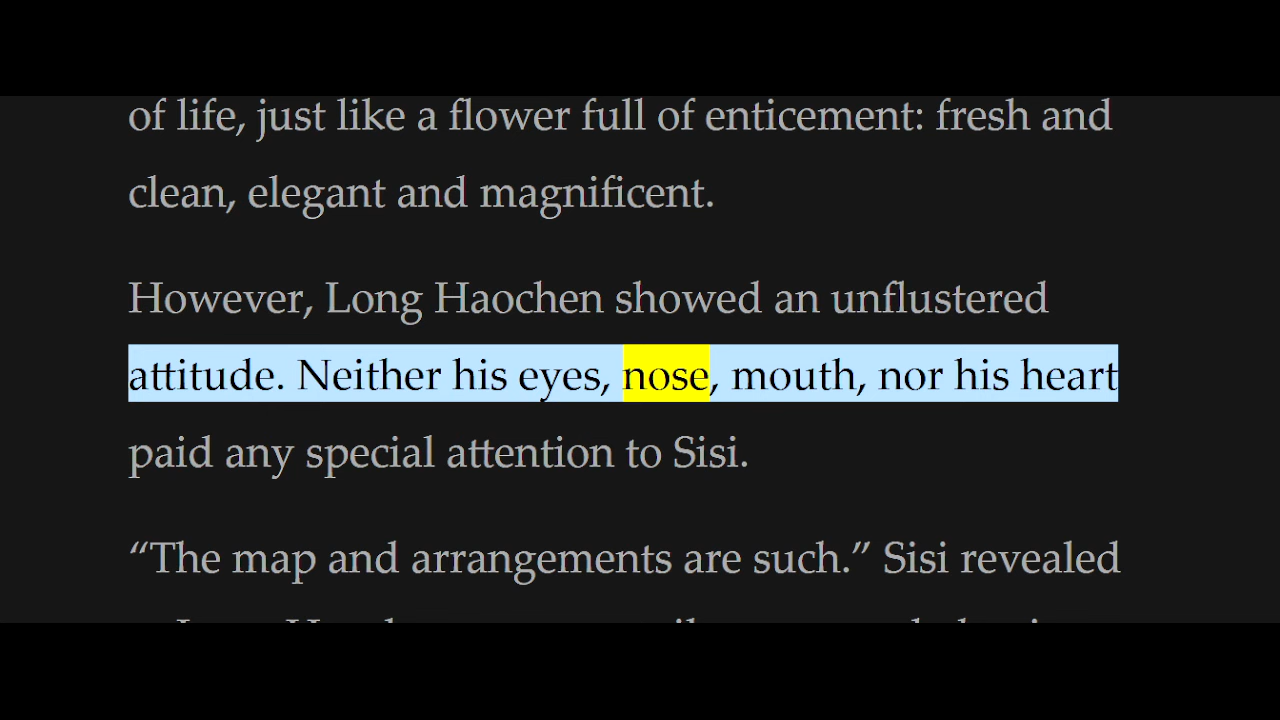 of life, just like a flower full of enticement: fresh and
clean, elegant and magnificent.
However, Long Haochen showed an unflustered
attitude. Neither his eyes, nose, mouth, nor his heart
paid any special attention to Sisi.
“The map and arrangements are such.” Sisi revealed